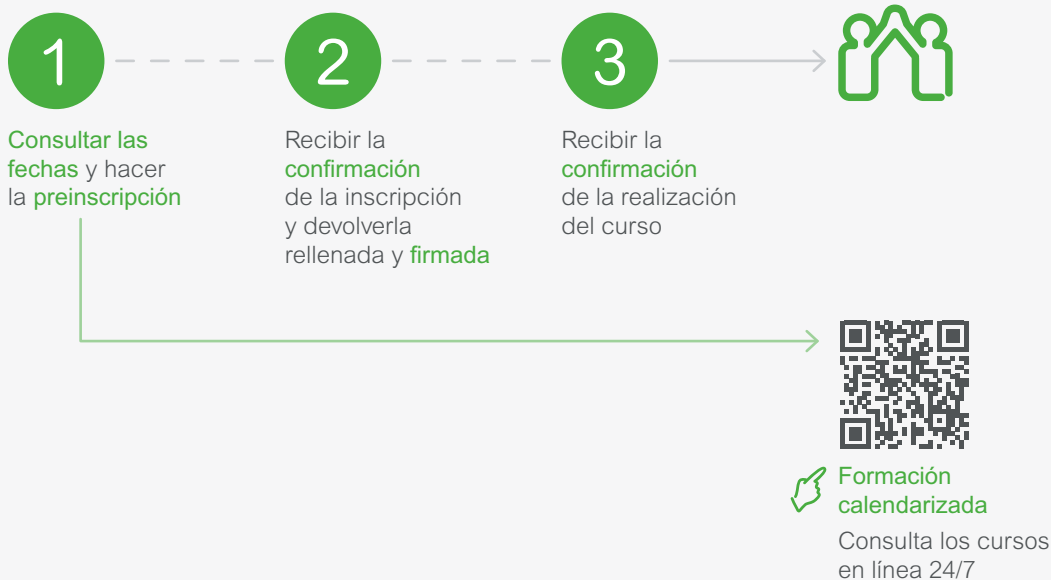 1
Consultar las
fechas y hacer
la preinscripción
2
Recibir la
confirmación
de la inscripción
y devolverla
rellenada y firmada
3
Recibir la
confirmación
de la realización
del curso
Formación
calendarizada
Consulta los cursos
en línea 24/7